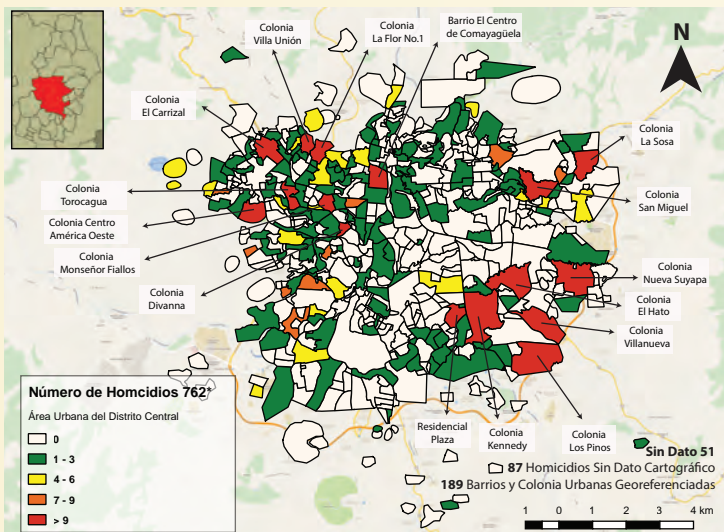 Colonia
Villa Unión
Colonia
La Flor No.1
Barrio El Centro
de Comayagüela
N
Colonia
El Carrizal
Colonia
La Sosa
Colonia
Torocagua
Colonia
San Miguel
Colonia Centro
América Oeste
Colonia
Monseñor Fiallos
Colonia
Nueva Suyapa
Colonia
Divanna
Colonia
El Hato
Colonia
Villanueva
Número de Homcidios 762*
Área Urbana del Distrito Central
0
1 - 3
4 - 6
7 - 9
> 9
Residencial
Plaza
Colonia
Kennedy
Colonia
Los Pinos
Sin Dato 51
87 Homicidios Sin Dato Cartográfico
189 Barrios y Colonia Urbanas Georeferenciadas
1 0 1 2 3 4 km